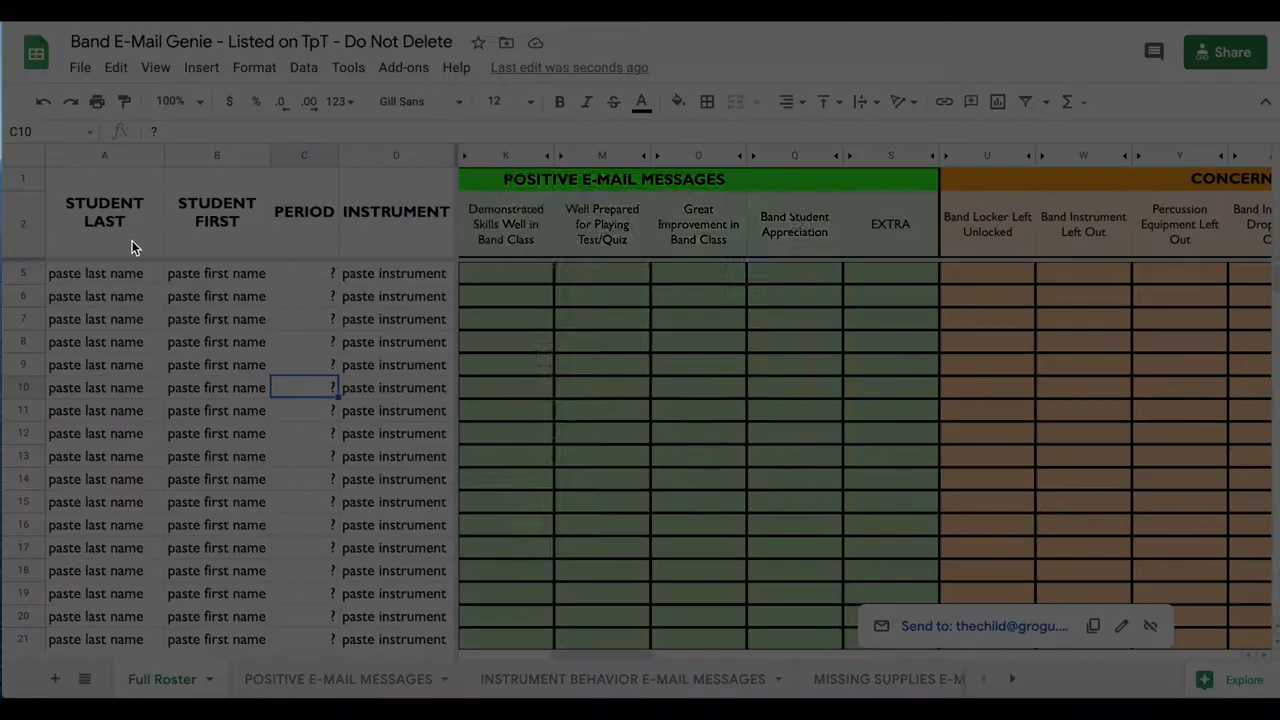 Band E-Mail Genie - Listed on TpT - Do Not Delete
File Edit View Insert Format Data Tools Add-ons Help Last edit was seconds ago
Share
100% $ % .0 .00 123 Gill Sans 12 B I S A
C10 fx ?
A B C D K M O Q S U W Y
1 POSITIVE E-MAIL MESSAGES CONCERN
2 STUDENT LAST STUDENT FIRST PERIOD INSTRUMENT Demonstrated Skills Well in Band Class Well Prepared for Playing Test/Quiz Great Improvement in Band Class Band Student Appreciation EXTRA Band Locker Left Unlocked Band Instrument Left Out Percussion Equipment Left Out Band In Drop C
5 paste last name paste first name ? paste instrument
6 paste last name paste first name ? paste instrument
7 paste last name paste first name ? paste instrument
8 paste last name paste first name ? paste instrument
9 paste last name paste first name ? paste instrument
10 paste last name paste first name ? paste instrument
11 paste last name paste first name ? paste instrument
12 paste last name paste first name ? paste instrument
13 paste last name paste first name ? paste instrument
14 paste last name paste first name ? paste instrument
15 paste last name paste first name ? paste instrument
16 paste last name paste first name ? paste instrument
17 paste last name paste first name ? paste instrument
18 paste last name paste first name ? paste instrument
19 paste last name paste first name ? paste instrument
20 paste last name paste first name ? paste instrument
21 paste last name paste first name ? paste instrument
Send to: thechild@grogu....
Full Roster POSITIVE E-MAIL MESSAGES INSTRUMENT BEHAVIOR E-MAIL MESSAGES MISSING SUPPLIES E-M Explore